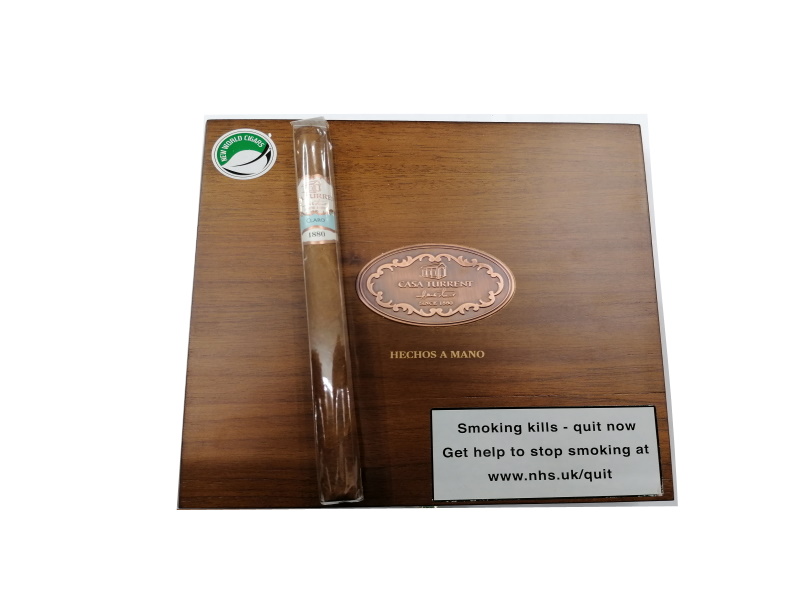 NEW WORLD CIGARS
CLARO
1880
CASA TURRENT
SINCE 1880
HECHOS A MANO
Smoking kills - quit now
Get help to stop smoking at
www.nhs.uk/quit